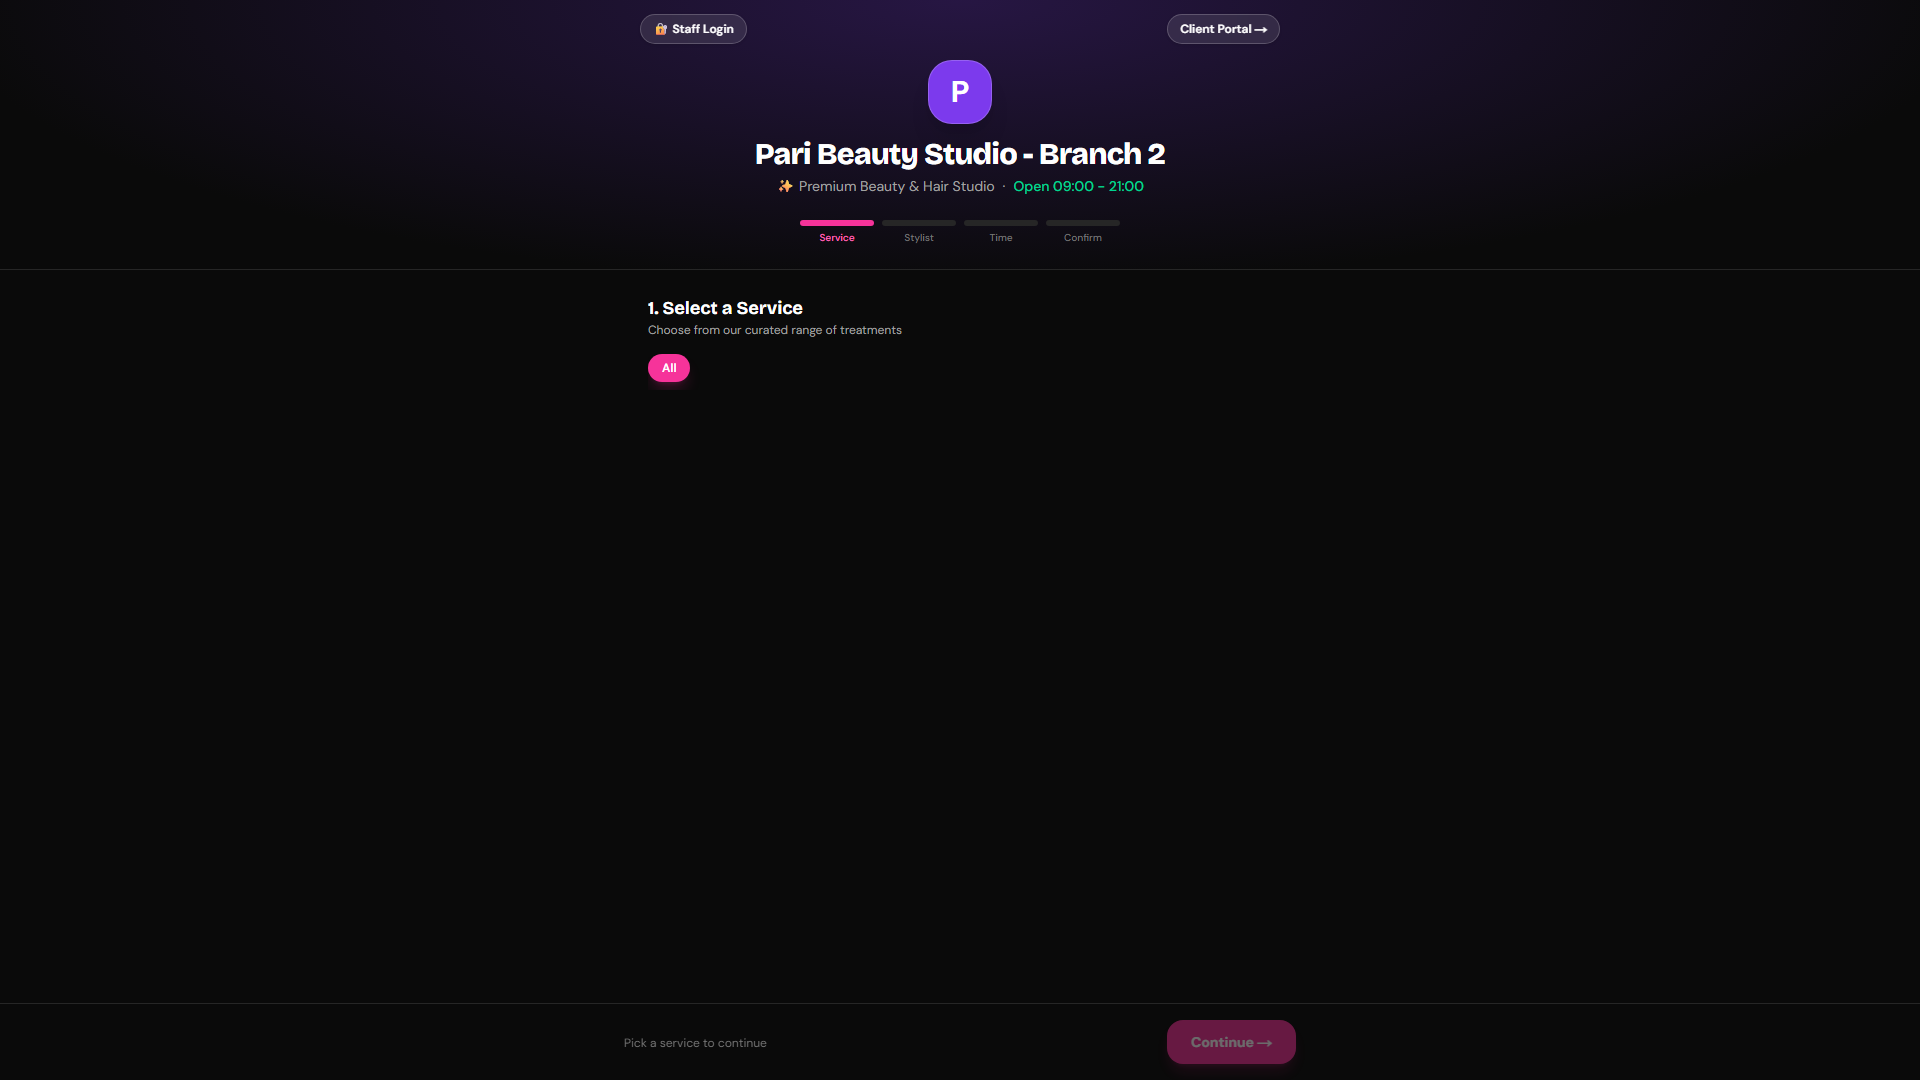 🔐 Staff Login
Client Portal →
P
Pari Beauty Studio - Branch 2
✨ Premium Beauty & Hair Studio · Open 09:00 - 21:00
Service
Stylist
Time
Confirm
1. Select a Service
Choose from our curated range of treatments
All
Pick a service to continue
Continue →